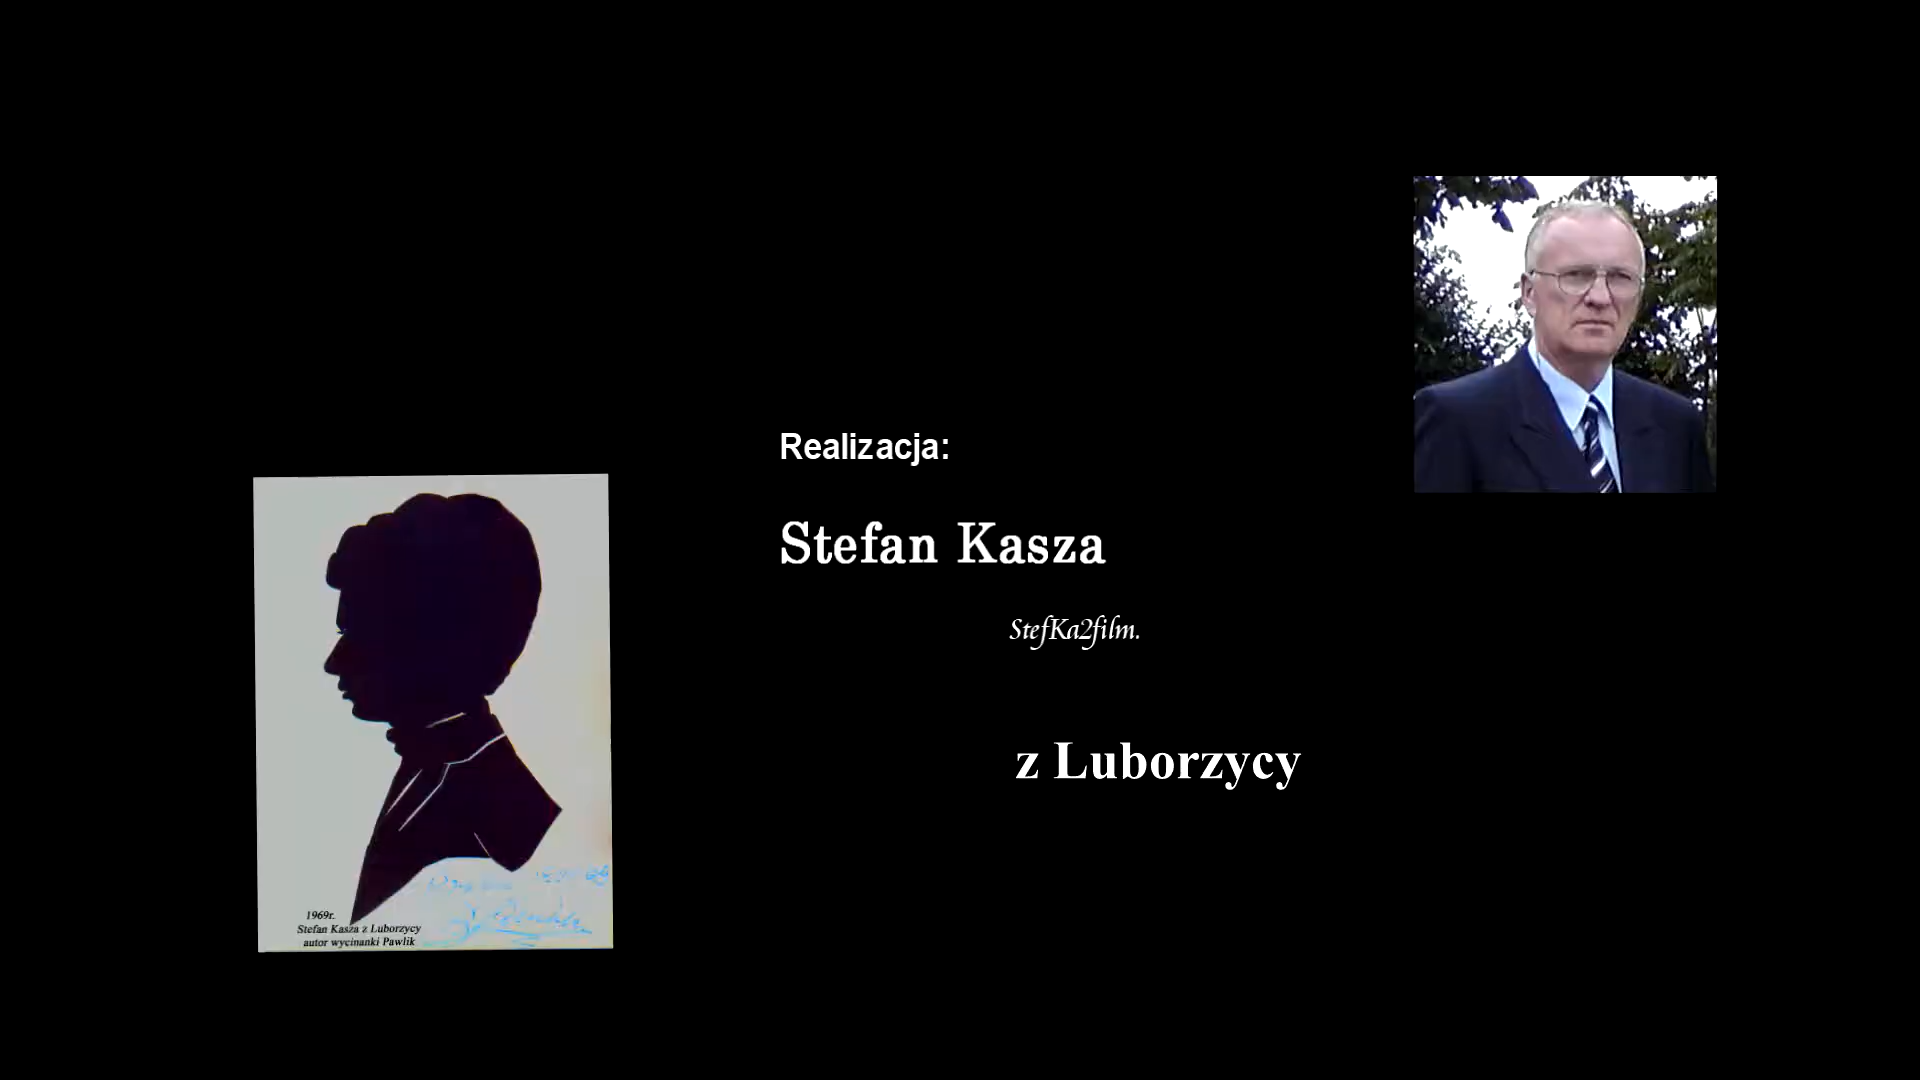 Realizacja:
Stefan Kasza
StefKa2film.
z Luborzycy
1969r.
Stefan Kasza z Luborzycy
autor wycinanki Pawlik